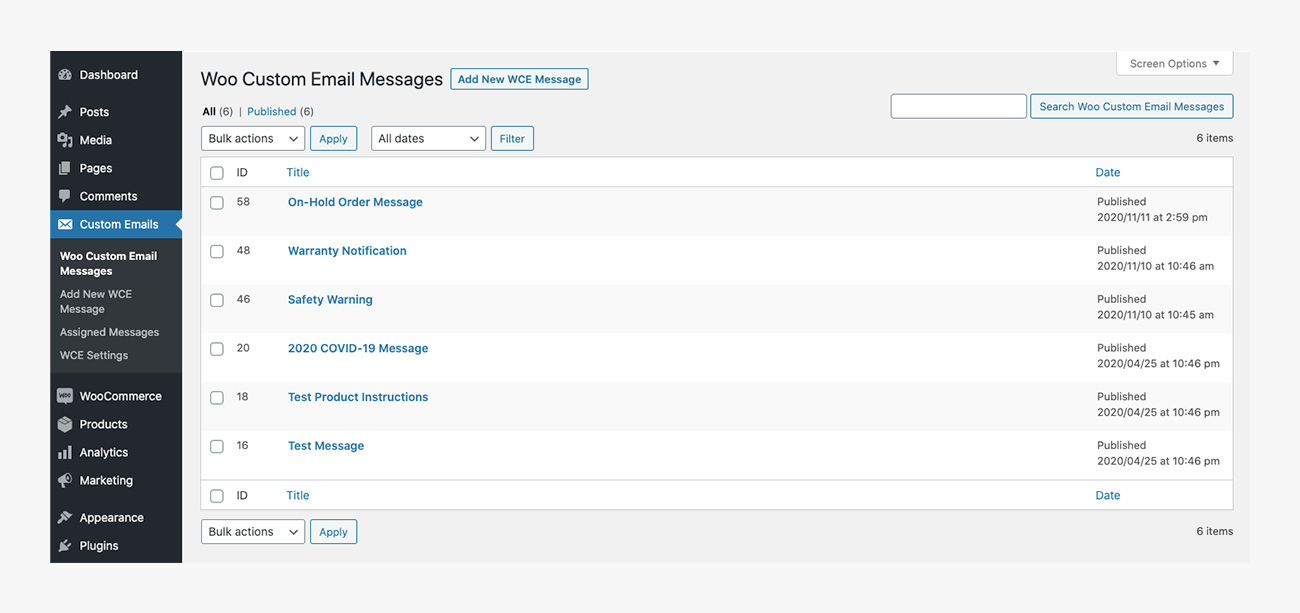 Dashboard
Posts
Media
Pages
Comments
Custom Emails
Woo Custom Email
Messages
Add New WCE
Message
Assigned Messages
WCE Settings
Woo WooCommerce
Products
Analytics
Marketing
Appearance
Plugins
Screen Options ▼
Woo Custom Email Messages Add New WCE Message
All (6) | Published (6)
Search Woo Custom Email Messages
Bulk actions Apply All dates Filter 6 items
ID Title Date
58 On-Hold Order Message Published
2020/11/11 at 2:59 pm
48 Warranty Notification Published
2020/11/10 at 10:46 am
46 Safety Warning Published
2020/11/10 at 10:45 am
20 2020 COVID-19 Message Published
2020/04/25 at 10:46 pm
18 Test Product Instructions Published
2020/04/25 at 10:46 pm
16 Test Message Published
2020/04/25 at 10:46 pm
ID Title Date
Bulk actions Apply 6 items